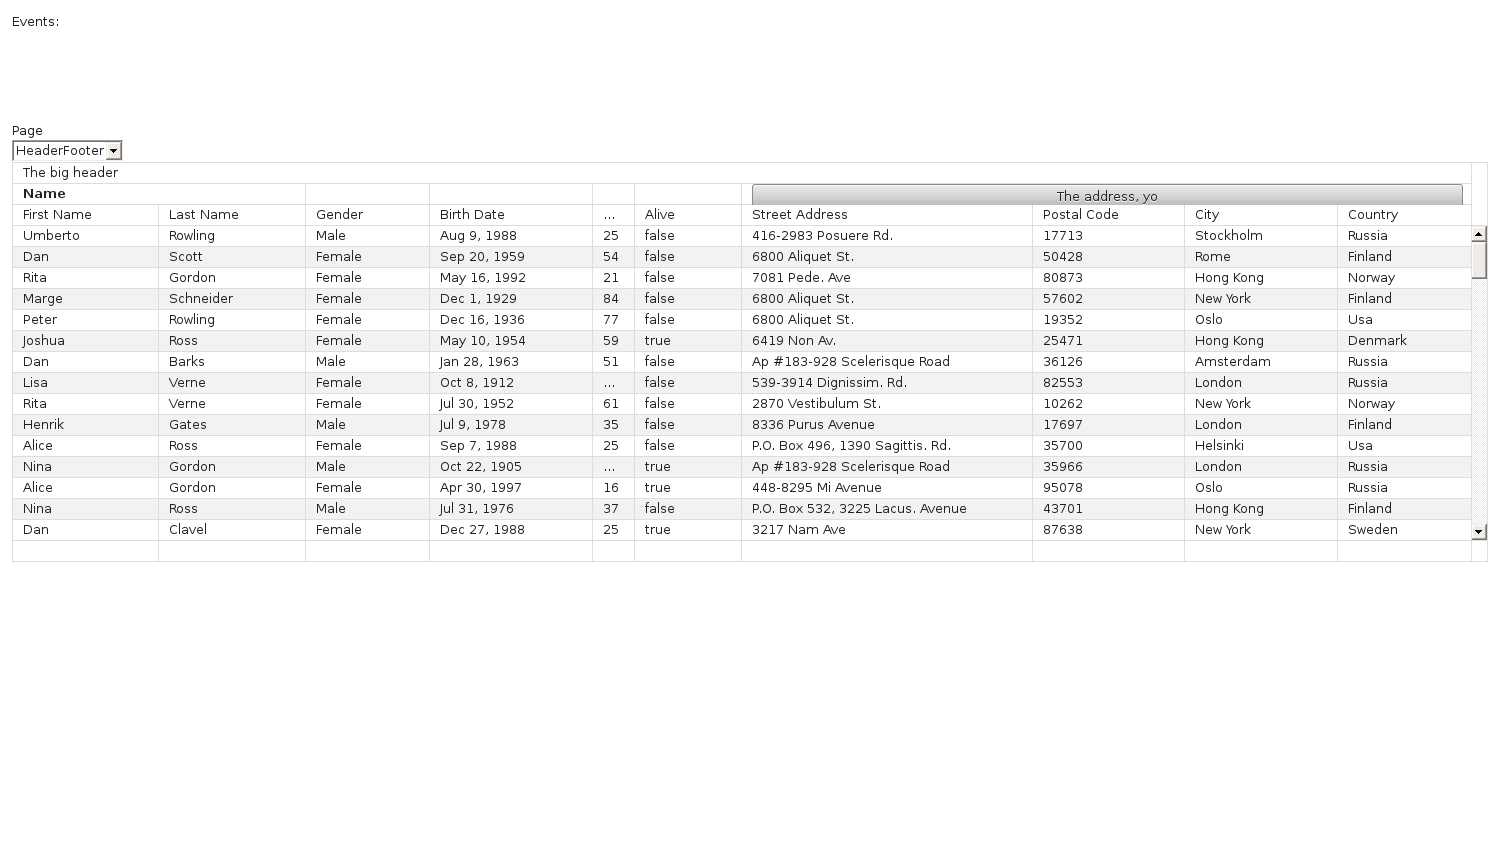 Events:
Page
HeaderFooter
The big header
Name The address, yo
First Name Last Name Gender Birth Date ... Alive Street Address Postal Code City Country
Umberto Rowling Male Aug 9, 1988 25 false 416-2983 Posuere Rd. 17713 Stockholm Russia
Dan Scott Female Sep 20, 1959 54 false 6800 Aliquet St. 50428 Rome Finland
Rita Gordon Female May 16, 1992 21 false 7081 Pede. Ave 80873 Hong Kong Norway
Marge Schneider Female Dec 1, 1929 84 false 6800 Aliquet St. 57602 New York Finland
Peter Rowling Female Dec 16, 1936 77 false 6800 Aliquet St. 19352 Oslo Usa
Joshua Ross Female May 10, 1954 59 true 6419 Non Av. 25471 Hong Kong Denmark
Dan Barks Male Jan 28, 1963 51 false Ap #183-928 Scelerisque Road 36126 Amsterdam Russia
Lisa Verne Female Oct 8, 1912 ... false 539-3914 Dignissim. Rd. 82553 London Russia
Rita Verne Female Jul 30, 1952 61 false 2870 Vestibulum St. 10262 New York Norway
Henrik Gates Male Jul 9, 1978 35 false 8336 Purus Avenue 17697 London Finland
Alice Ross Female Sep 7, 1988 25 false P.O. Box 496, 1390 Sagittis. Rd. 35700 Helsinki Usa
Nina Gordon Male Oct 22, 1905 ... true Ap #183-928 Scelerisque Road 35966 London Russia
Alice Gordon Female Apr 30, 1997 16 true 448-8295 Mi Avenue 95078 Oslo Russia
Nina Ross Male Jul 31, 1976 37 false P.O. Box 532, 3225 Lacus. Avenue 43701 Hong Kong Finland
Dan Clavel Female Dec 27, 1988 25 true 3217 Nam Ave 87638 New York Sweden